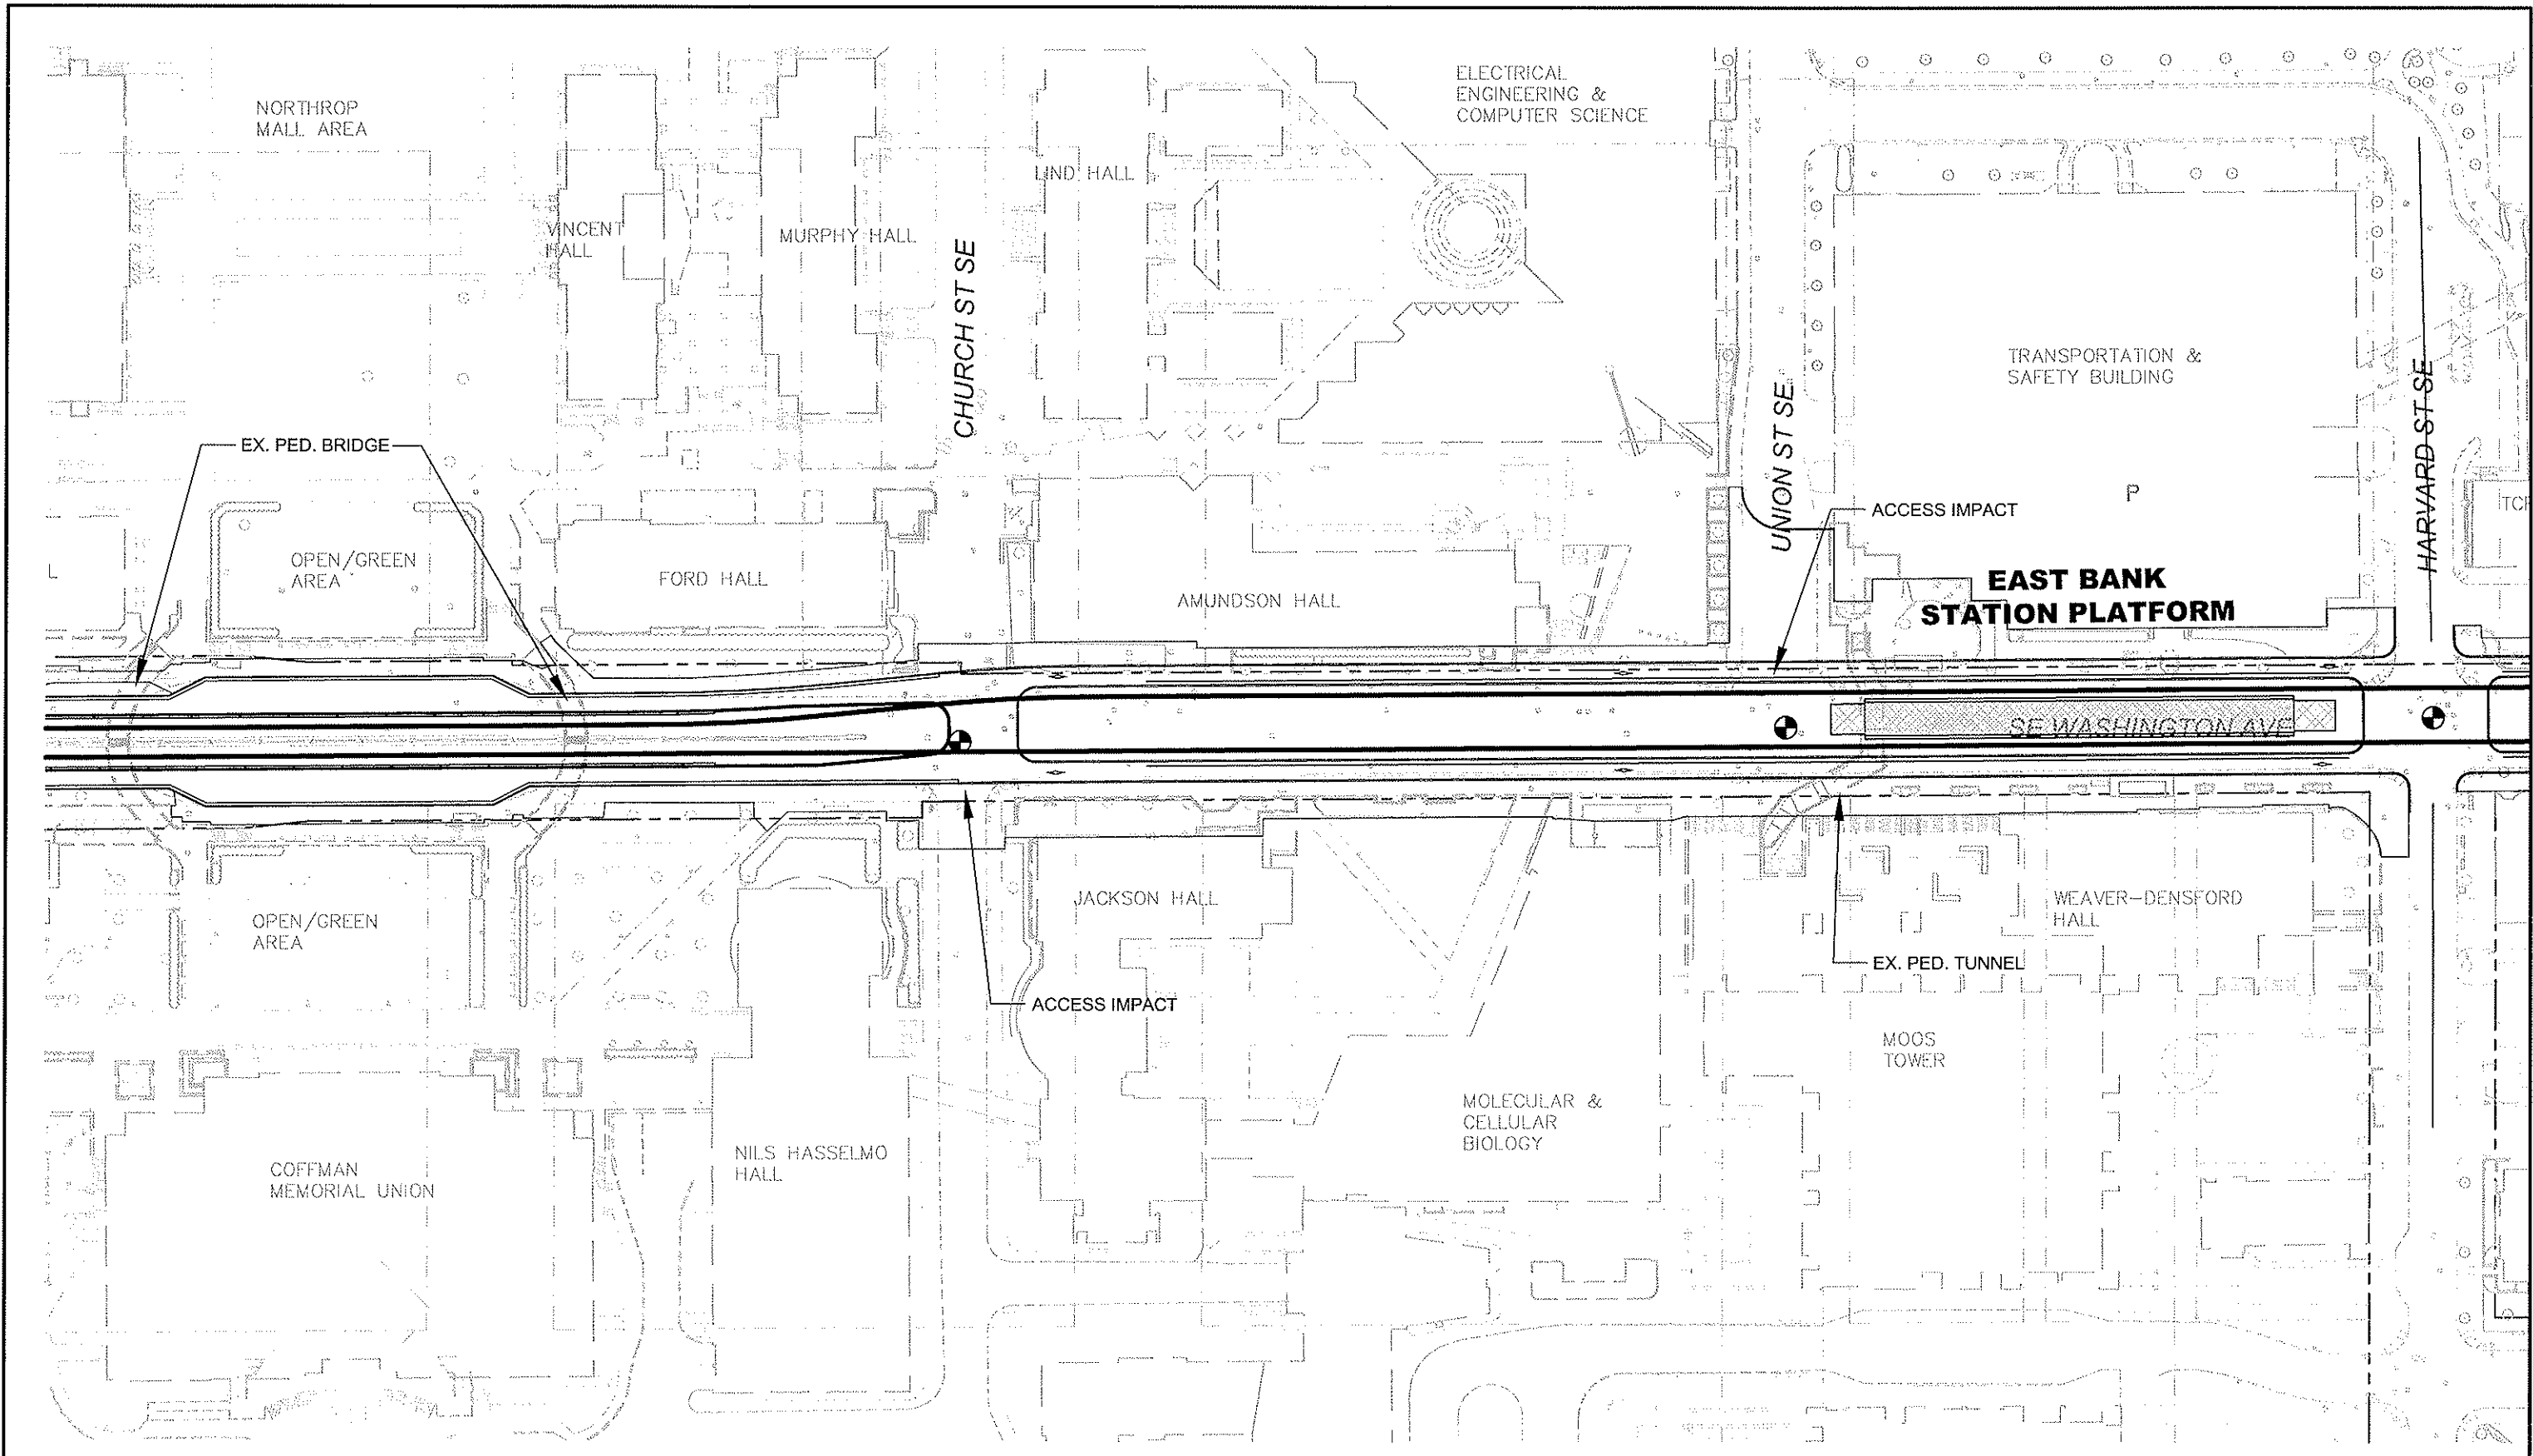 NORTHROP
MALL AREA
VINCENT
HALL
MURPHY HALL
CHURCH ST SE
LIND HALL
ELECTRICAL
ENGINEERING &
COMPUTER SCIENCE
UNION ST SE
TRANSPORTATION &
SAFETY BUILDING
HARVARD ST SE
EX. PED. BRIDGE
P
ACCESS IMPACT
L
OPEN/GREEN
AREA
FORD HALL
AMUNDSON HALL
EAST BANK
STATION PLATFORM
SE WASHINGTON AVE
OPEN/GREEN
AREA
JACKSON HALL
WEAVER-DENSFORD
HALL
EX. PED. TUNNEL
ACCESS IMPACT
MOOS
TOWER
MOLECULAR &
CELLULAR
BIOLOGY
NILS HASSELMO
HALL
COFFMAN
MEMORIAL UNION